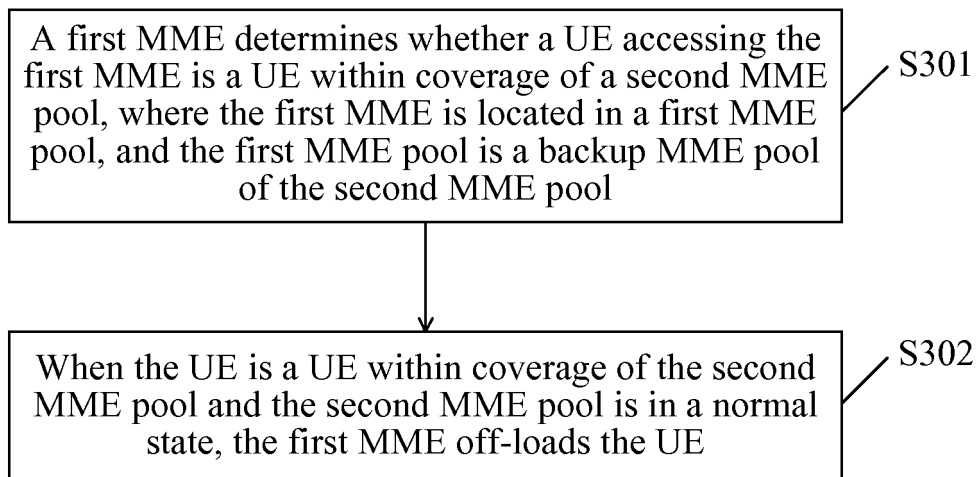 A first MME determines whether a UE accessing the
first MME is a UE within coverage of a second MME
pool, where the first MME is located in a first MME
pool, and the first MME pool is a backup MME pool
of the second MME pool
S301
When the UE is a UE within coverage of the second
MME pool and the second MME pool is in a normal
state, the first MME off-loads the UE
S302